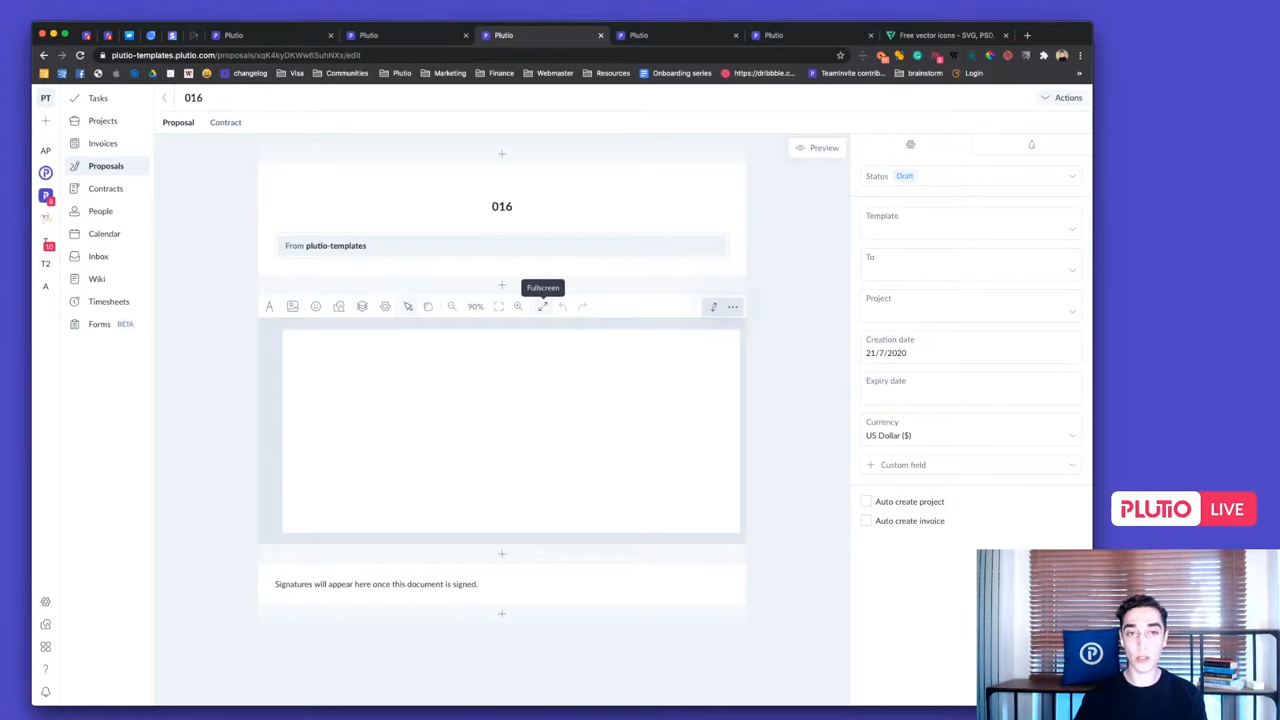 Plutio
Plutio
Plutio
Plutio
Plutio
Free vector icons - SVG, PSD,
plutio-templates.plutio.com/proposals/xqK4kyDKWw6SuhNXx/edit
changelog
Visa
Communities
Plutio
Marketing
Finance
Webmaster
Resources
Onboarding series
https://dribbble.c...
TeamInvite contrib...
brainstorm
Login
PT
Tasks
016
Actions
Projects
Proposal
Contract
Invoices
Preview
AP
Proposals
016
Status
Draft
Contracts
8
People
Template
Calendar
From plutio-templates
10
T2
Inbox
To
Wiki
Fullscreen
A
Timesheets
90%
Project
Forms
BETA
Creation date
21/7/2020
Expiry date
Currency
US Dollar ($)
Custom field
Auto create project
Auto create invoice
PLUTIO LIVE
Signatures will appear here once this document is signed.